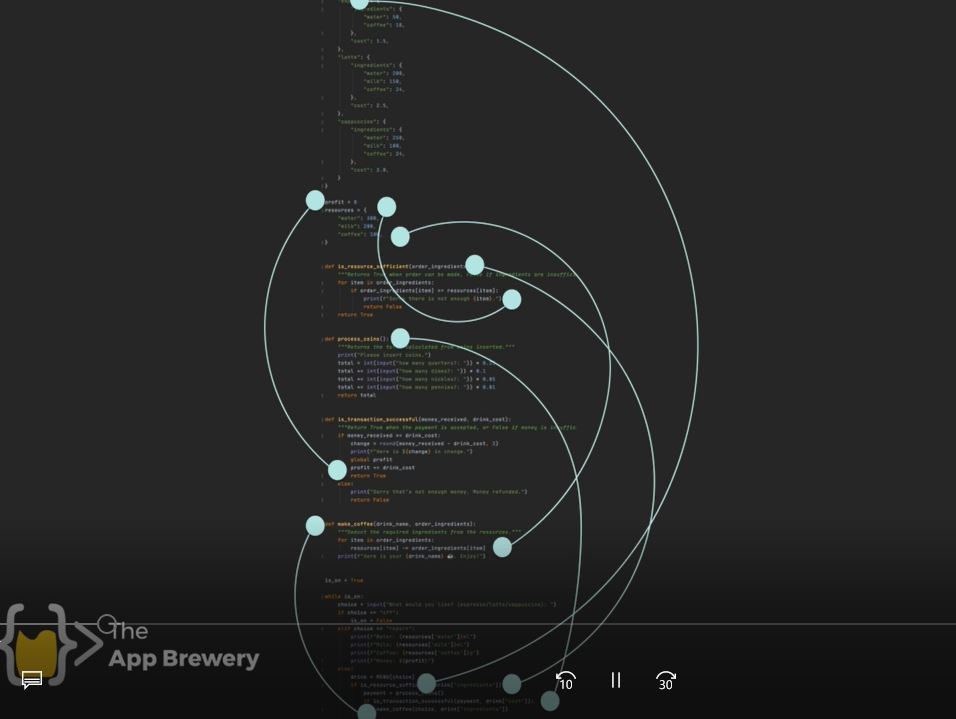 "ingredients": {
"water": 50,
"coffee": 18,
},
"cost": 1.5,
},
"latte": {
"ingredients": {
"water": 200,
"milk": 150,
"coffee": 24,
},
"cost": 2.5,
},
"cappuccino": {
"ingredients": {
"water": 250,
"milk": 100,
"coffee": 24,
},
"cost": 3.0,
}
}
profit = 0
resources = {
"water": 300,
"milk": 200,
"coffee": 100
}
def is_resource_sufficient(order_ingredients
"""Returns True when order can be made, if ingredients are insuffic
for item in order_ingredients:
if order_ingredients[item] >= resources[item]:
print(f"Sorry there is not enough {item}.")
return False
return True
def process_coins():
"""Returns the total calculated from coins inserted."""
print("Please insert coins.")
total = int(input("how many quarters?: ")) * 0.25
total += int(input("how many dimes?: ")) * 0.1
total += int(input("how many nickles?: ")) * 0.05
total += int(input("how many pennies?: ")) * 0.01
return total
def is_transaction_successful(money_received, drink_cost):
"""Return True when the payment is accepted, or False if money is insuffic
if money_received >= drink_cost:
change = round(money_received - drink_cost, 2)
print(f"Here is ${change} in change.")
global profit
profit += drink_cost
return True
else:
print("Sorry that's not enough money. Money refunded.")
return False
def make_coffee(drink_name, order_ingredients):
"""Deduct the required ingredients from the resources."""
for item in order_ingredients:
resources[item] -= order_ingredients[item]
print(f"Here is your {drink_name} ☕. Enjoy!")
is_on = True
while is_on:
choice = input("What would you like? (espresso/latte/cappuccino): ")
if choice == "off":
is_on = False
elif choice == "report":
print(f"Water: {resources['water']}ml")
print(f"Milk: {resources['milk']}ml")
print(f"Coffee: {resources['coffee']}g")
print(f"Money: ${profit}")
else:
drink = MENU[choice]
if is_resource_suffi drink["ingredients"]):
payment = process_coins()
if is_transaction_successful(payment, drink["cost"]):
make_coffee(choice, drink["ingredients"])
The
App Brewery
10
30